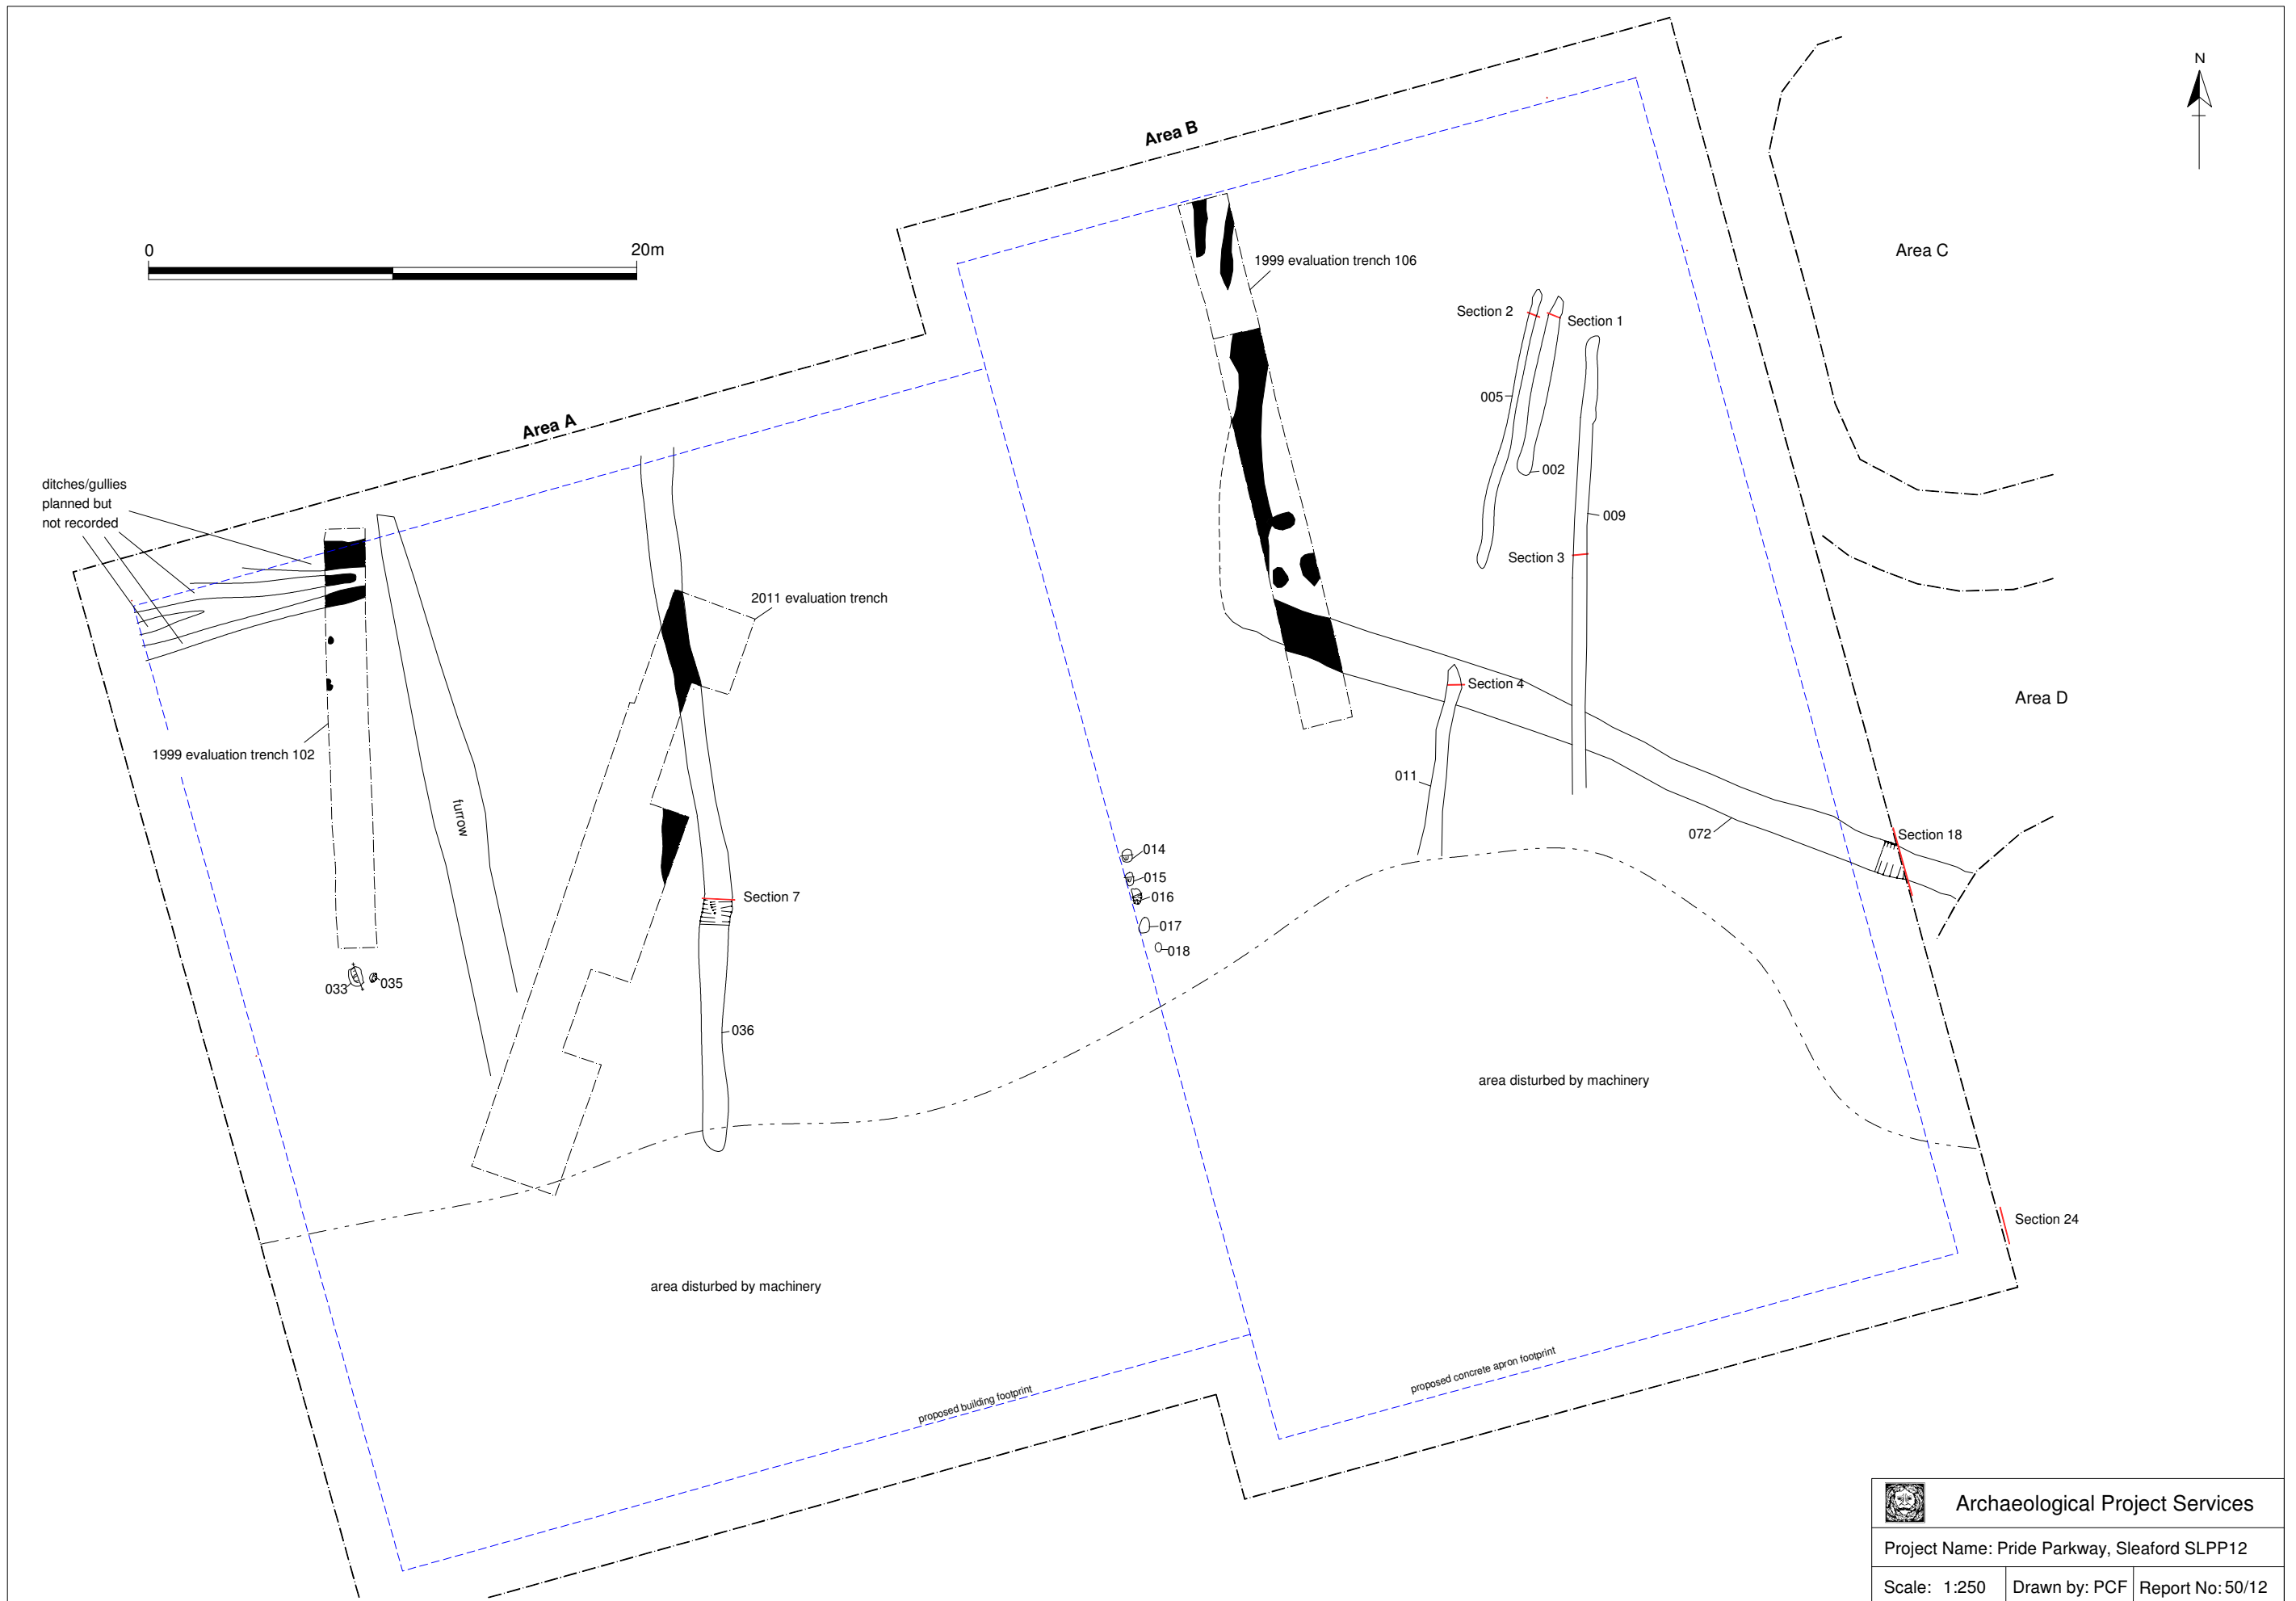 N
Area B
Area C
0
20m
1999 evaluation trench 106
Section 2
Section 1
005
Area A
002
ditches/gullies
planned but
not recorded
009
Section 3
2011 evaluation trench
Section 4
Area D
1999 evaluation trench 102
011
furrow
072
Section 18
014
015
016
017
018
Section 7
033
035
036
area disturbed by machinery
Section 24
area disturbed by machinery
proposed building footprint
proposed concrete apron footprint
Archaeological Project Services
Project Name: Pride Parkway, Sleaford SLPP12
Scale: 1:250
Drawn by: PCF
Report No: 50/12